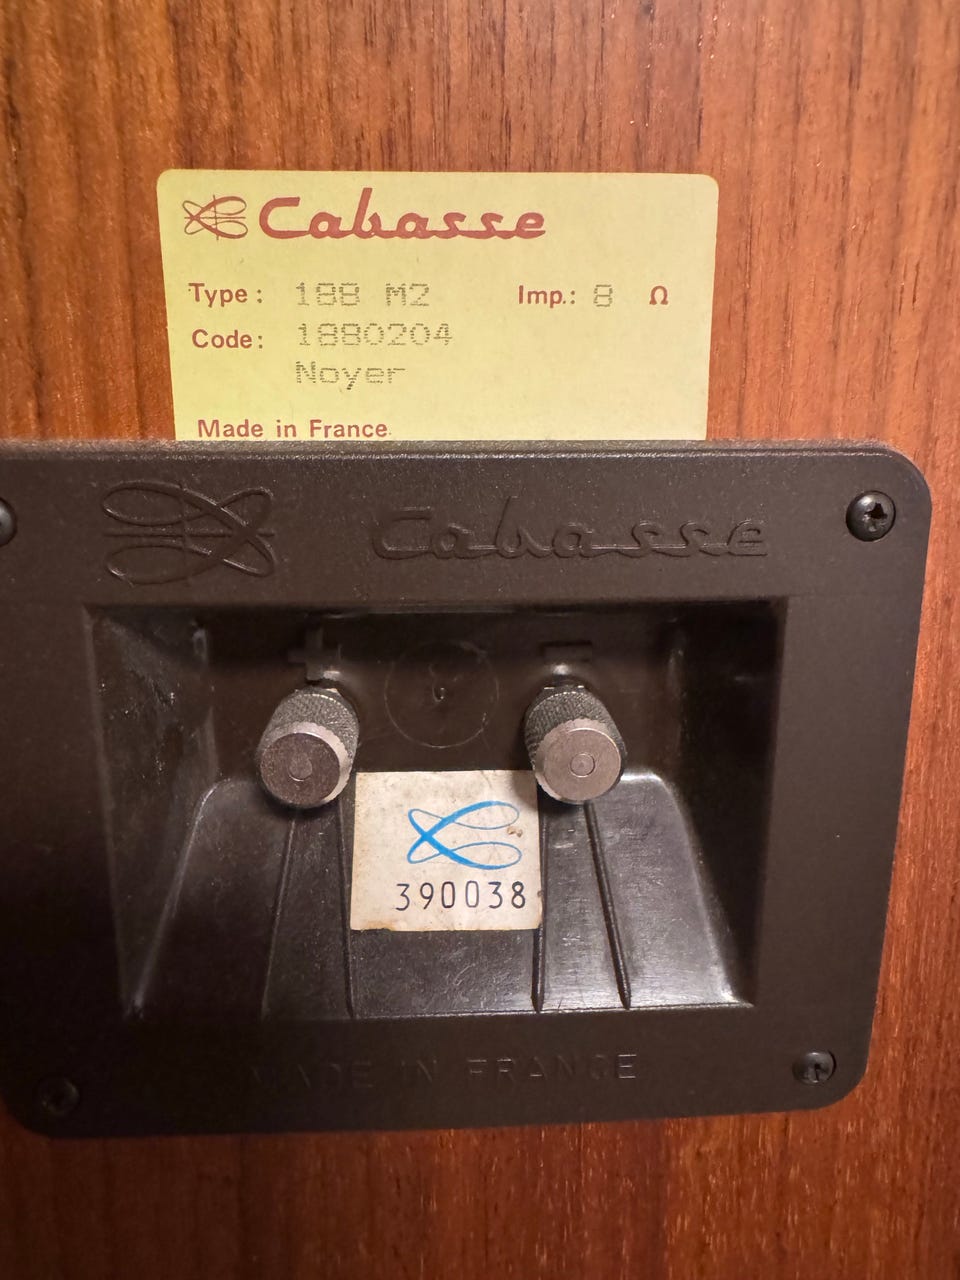 Cabasse
Type : 188 M2 Imp.: 8 Ω
Code : 1880204
Noyer
Made in France
Cabasse
+ -
390038
MADE IN FRANCE